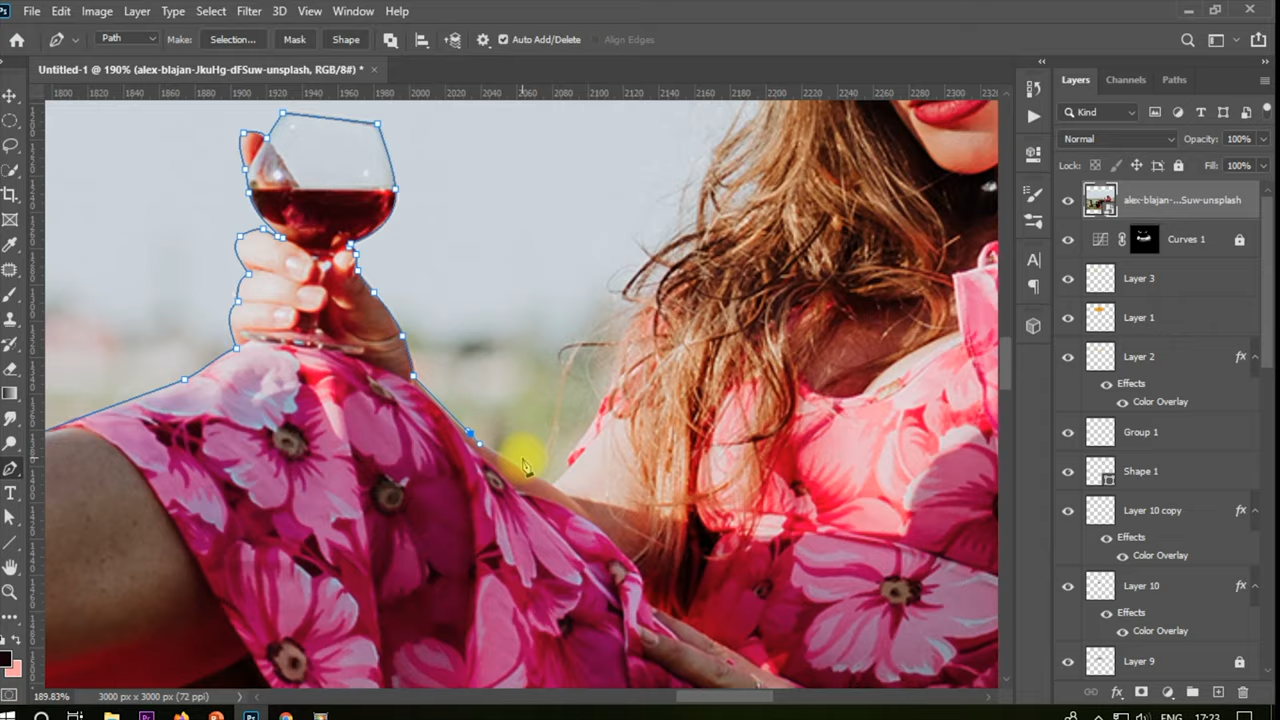 File Edit Image Layer Type Select Filter 3D View Window Help
Path Make: Selection... Mask Shape Auto Add/Delete Align Edges
Untitled-1 @ 190% (alex-blajan-JkuHg-dFSuw-unsplash, RGB/8#) * ×
1800 1820 1840 1860 1880 1900 1920 1940 1960 1980 2000 2020 2040 2060 2080 2100 2120 2140 2160 2180 2200 2220 2240 2260 2280 2300
Layers Channels Paths
Kind
Normal Opacity: 100%
Lock: Fill: 100%
alex-blajan-...Suw-unsplash
Curves 1
Layer 3
Layer 1
Layer 2 fx
Effects
Color Overlay
Group 1
Shape 1
Layer 10 copy fx
Effects
Color Overlay
Layer 10 fx
Effects
Color Overlay
Layer 9
189.83% 3000 px x 3000 px (72 ppi)
ENG 17:23